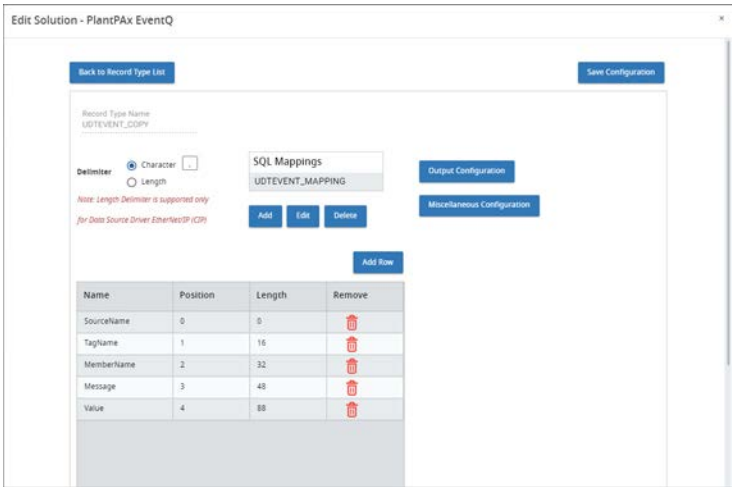 Edit Solution - PlantPAx EventQ
×
Back to Record Type List
Save Configuration
Record Type Name
UDTEVENT_COPY
Delimiter
Character ,
Length
Note: Length Delimiter is supported only
for Data Source Driver EtherNet/IP (CIP)
SQL Mappings
UDTEVENT_MAPPING
Add Edit Delete
Output Configuration
Miscellaneous Configuration
Add Row
Name Position Length Remove
SourceName 0 0
TagName 1 16
MemberName 2 32
Message 3 48
Value 4 88